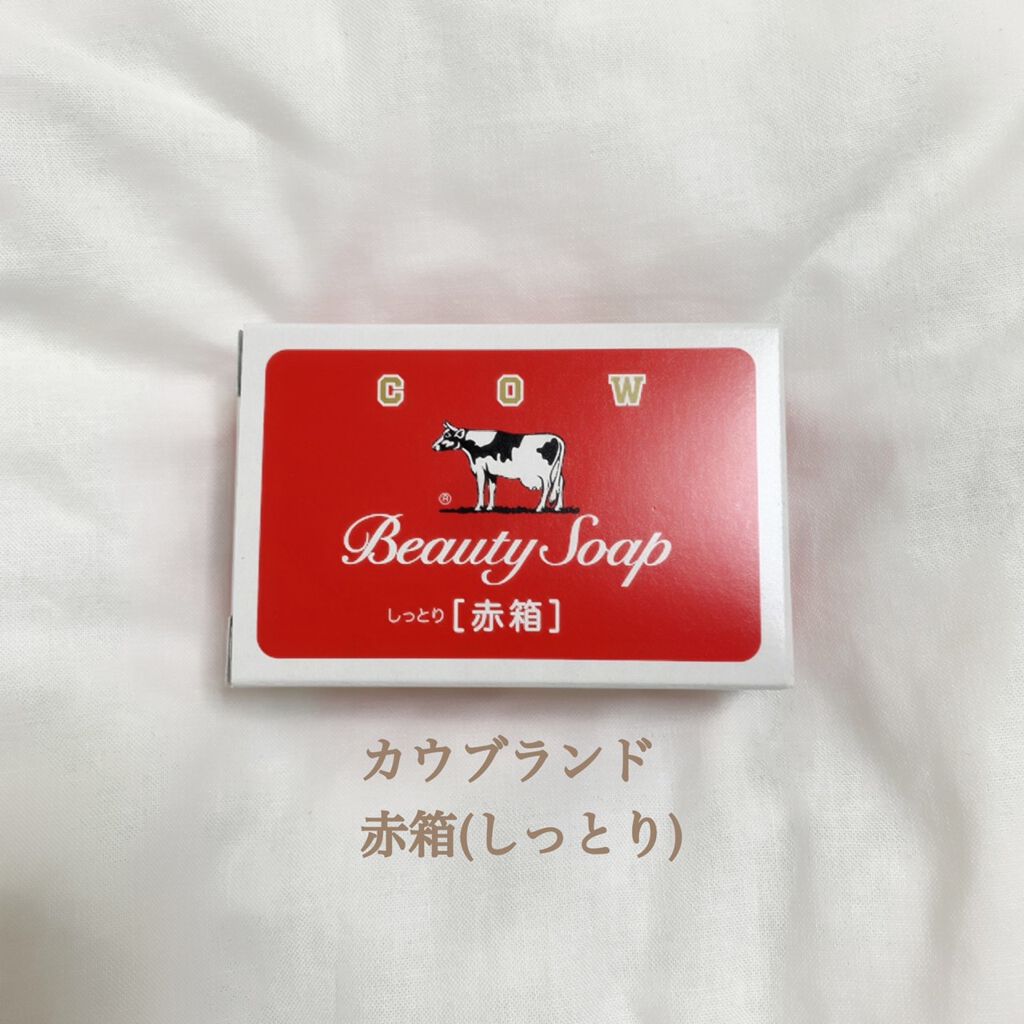 COW
®
Beauty Soap
しっとり[赤箱]
カウブランド
赤箱(しっとり)